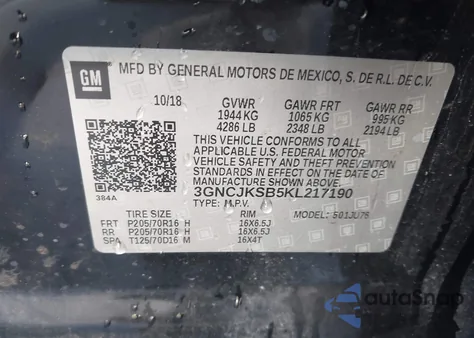 GM
MFD BY GENERAL MOTORS DE MEXICO, S. DE R.L. DE C.V.
10/18 GVWR GAWR FRT GAWR RR
1944 KG 1065 KG 995 KG
4286 LB 2348 LB 2194 LB
THIS VEHICLE CONFORMS TO ALL
APPLICABLE U.S. FEDERAL MOTOR
VEHICLE SAFETY AND THEFT
PREVENTION STANDARDS IN EFFECT ON
THE DATE OF MANUFACTURE SHOWN ABOVE.
384A
3GNCJKSB5KL217190
TYPE: M.P.V. MODEL: 501JU76
TIRE SIZE RIM
FRT P205/70R16 H 16X6.5J
RR P205/70R16 H 16X6.5J
SPA T125/70D16 M 16X4T
autoSnap